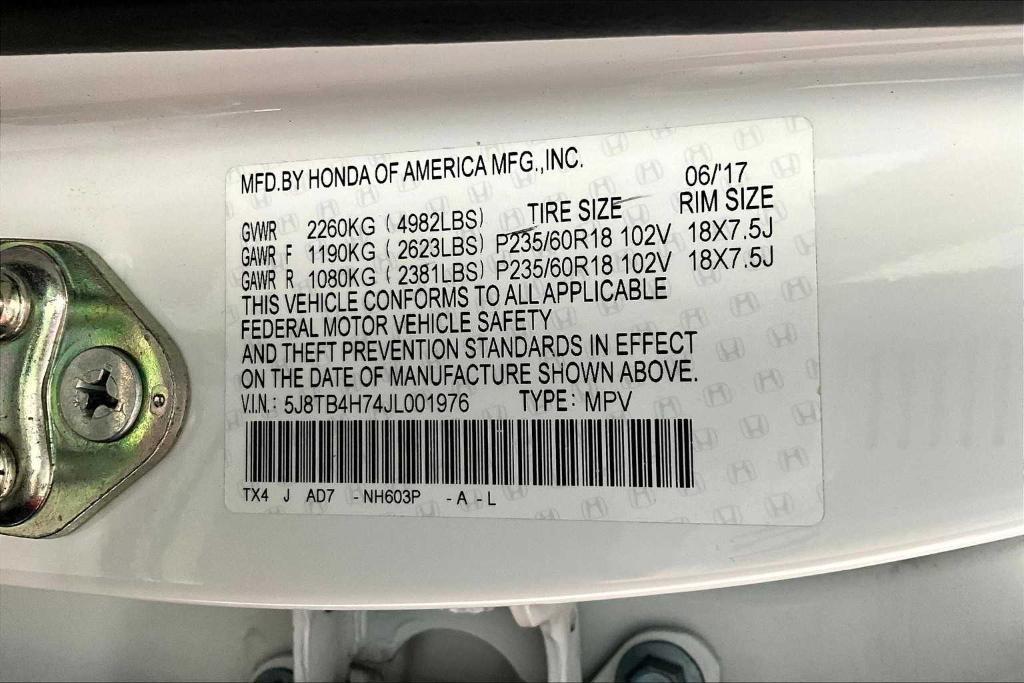 MFD.BY HONDA OF AMERICA MFG.,INC. 06/'17
GVWR 2260KG ( 4982LBS) TIRE SIZE RIM SIZE
GAWR F 1190KG ( 2623LBS) P235/60R18 102V 18X7.5J
GAWR R 1080KG ( 2381LBS) P235/60R18 102V 18X7.5J
THIS VEHICLE CONFORMS TO ALL APPLICABLE
FEDERAL MOTOR VEHICLE SAFETY
AND THEFT PREVENTION STANDARDS IN EFFECT
ON THE DATE OF MANUFACTURE SHOWN ABOVE.
V.I.N.: 5J8TB4H74JL001976 TYPE: MPV
TX4 J AD7 -NH603P -A -L